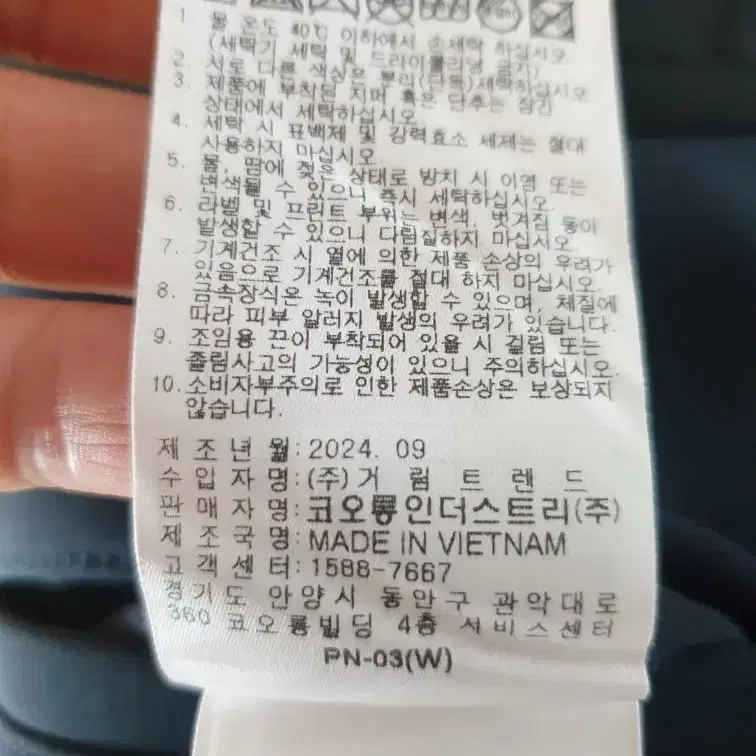 1. 물 온도 40℃ 이하에서 손세탁 하십시오.
(세탁기 세탁 및 드라이클리닝 금지)
2. 서로 다른 색상은 분리(단독)세탁하십시오
3. 제품에 부착된 지퍼 혹은 단추는 잠긴
상태에서 세탁하십시오.
4. 세탁 시 표백제 및 강력효소 세제는 절대
사용하지 마십시오.
5. 물, 땀에 젖은 상태로 방치 시 이염 또는
변색될 수 있으니 즉시 세탁하십시오.
6. 라벨 및 프린트 부위는 변색, 벗겨짐 등이
발생할 수 있으니 다림질하지 마십시오.
7. 기계건조 시 열에 의한 제품 손상의 우려가
있음으로 기계건조를 절대 하지 마십시오.
8. 금속장식은 녹이 발생할 수 있으며, 체질에
따라 피부 알러지 발생의 우려가 있습니다.
9. 조임용 끈이 부착되어 있을 시 걸림 또는
졸림사고의 가능성이 있으니 주의하십시오.
10. 소비자부주의로 인한 제품손상은 보상되지
않습니다.
제조년월: 2024. 09
수입자명: (주)거림트렌드
판매자명: 코오롱인더스트리(주)
제조국명: MADE IN VIETNAM
고객센터: 1588-7667
경기도 안양시 동안구 관악대로
360 코오롱빌딩 4층 서비스센터
PN-03(W)